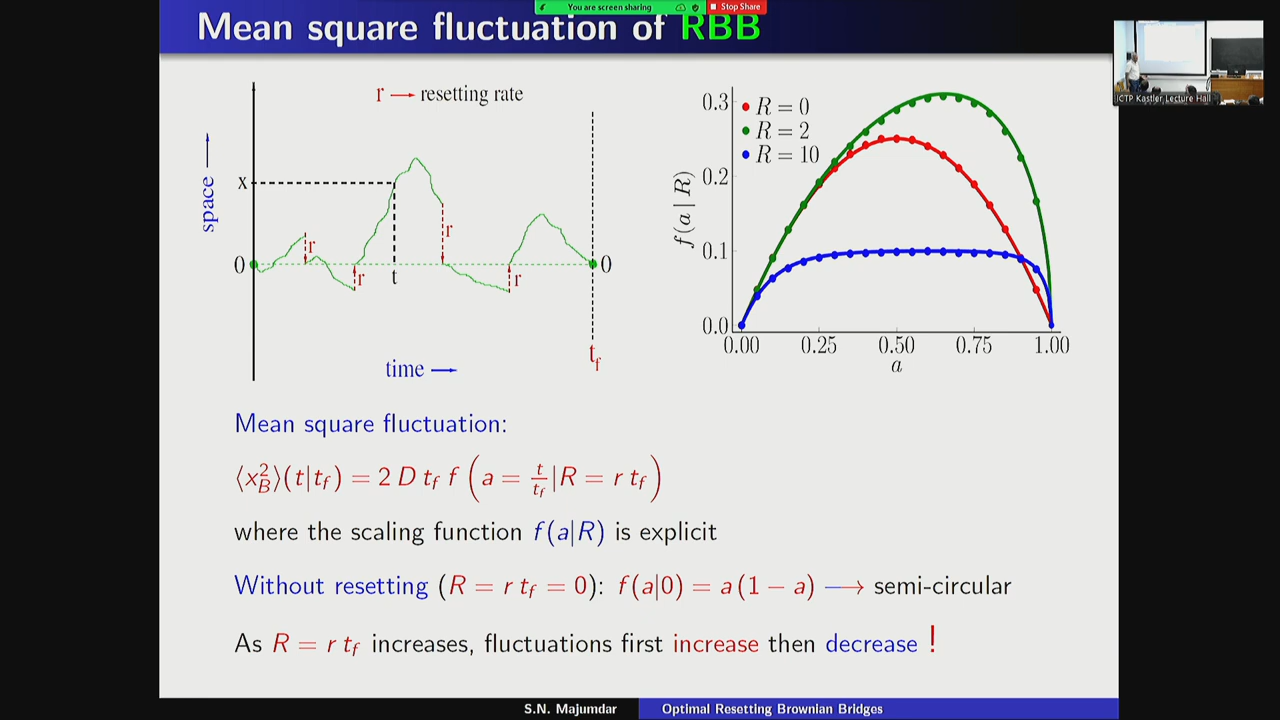 You are screen sharing
Stop Share
Mean square fluctuation of RBB
ICTP Kastler Lecture Hall
r → resetting rate
space →
x
0
r
r
t
r
r
0
time →
t_f
f(a | R)
0.3
0.2
0.1
0.0
R = 0
R = 2
R = 10
0.00 0.25 0.50 0.75 1.00
a
Mean square fluctuation:
⟨x_B^2⟩(t|t_f) = 2 D t_f f (a = t/t_f |R = r t_f)
where the scaling function f(a|R) is explicit
Without resetting (R = r t_f = 0): f(a|0) = a (1 − a) ⟶ semi-circular
As R = r t_f increases, fluctuations first increase then decrease !
S.N. Majumdar Optimal Resetting Brownian Bridges